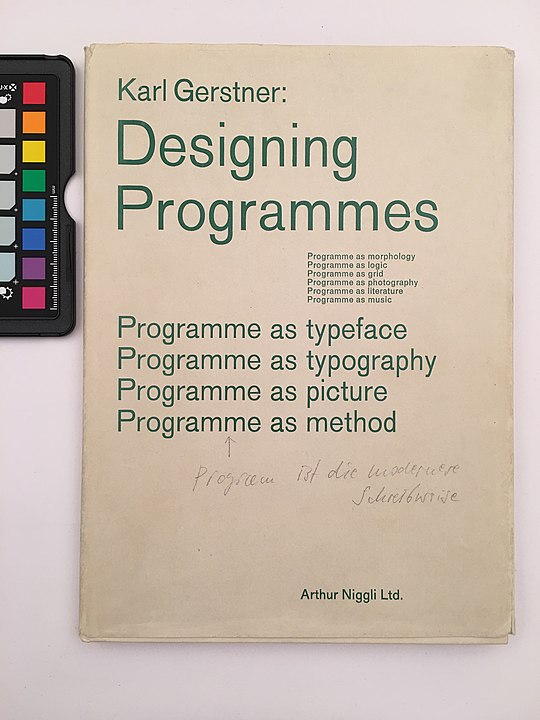 Karl Gerstner:
Designing
Programmes
Programme as morphology
Programme as logic
Programme as grid
Programme as photography
Programme as literature
Programme as music
Programme as typeface
Programme as typography
Programme as picture
Programme as method
Program ist die modernere
Schreibweise
Arthur Niggli Ltd.